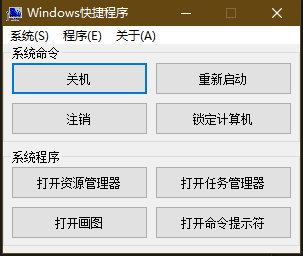 Windows快捷程序
系统(S) 程序(E) 关于(A)
系统命令
关机 重新启动
注销 锁定计算机
系统程序
打开资源管理器 打开任务管理器
打开画图 打开命令提示符